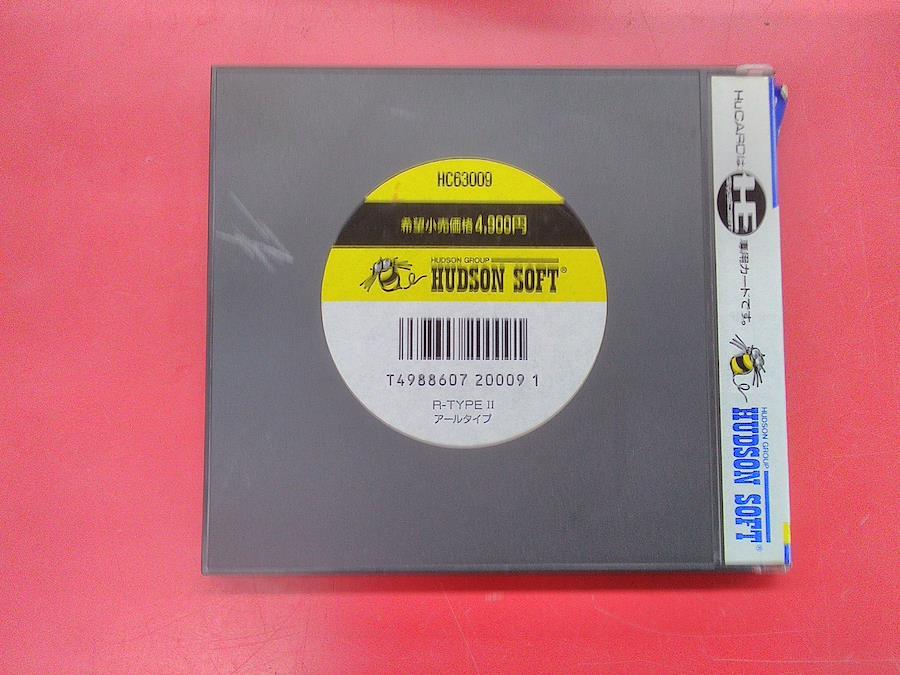 HC63009
希望小売価格4,900円
HUDSON GROUP
HUDSON SOFT®
T4988607 20009 1
R-TYPE II
アールタイプ
HuCARDは
HE
専用カードです。
HUDSON GROUP
HUDSON SOFT®